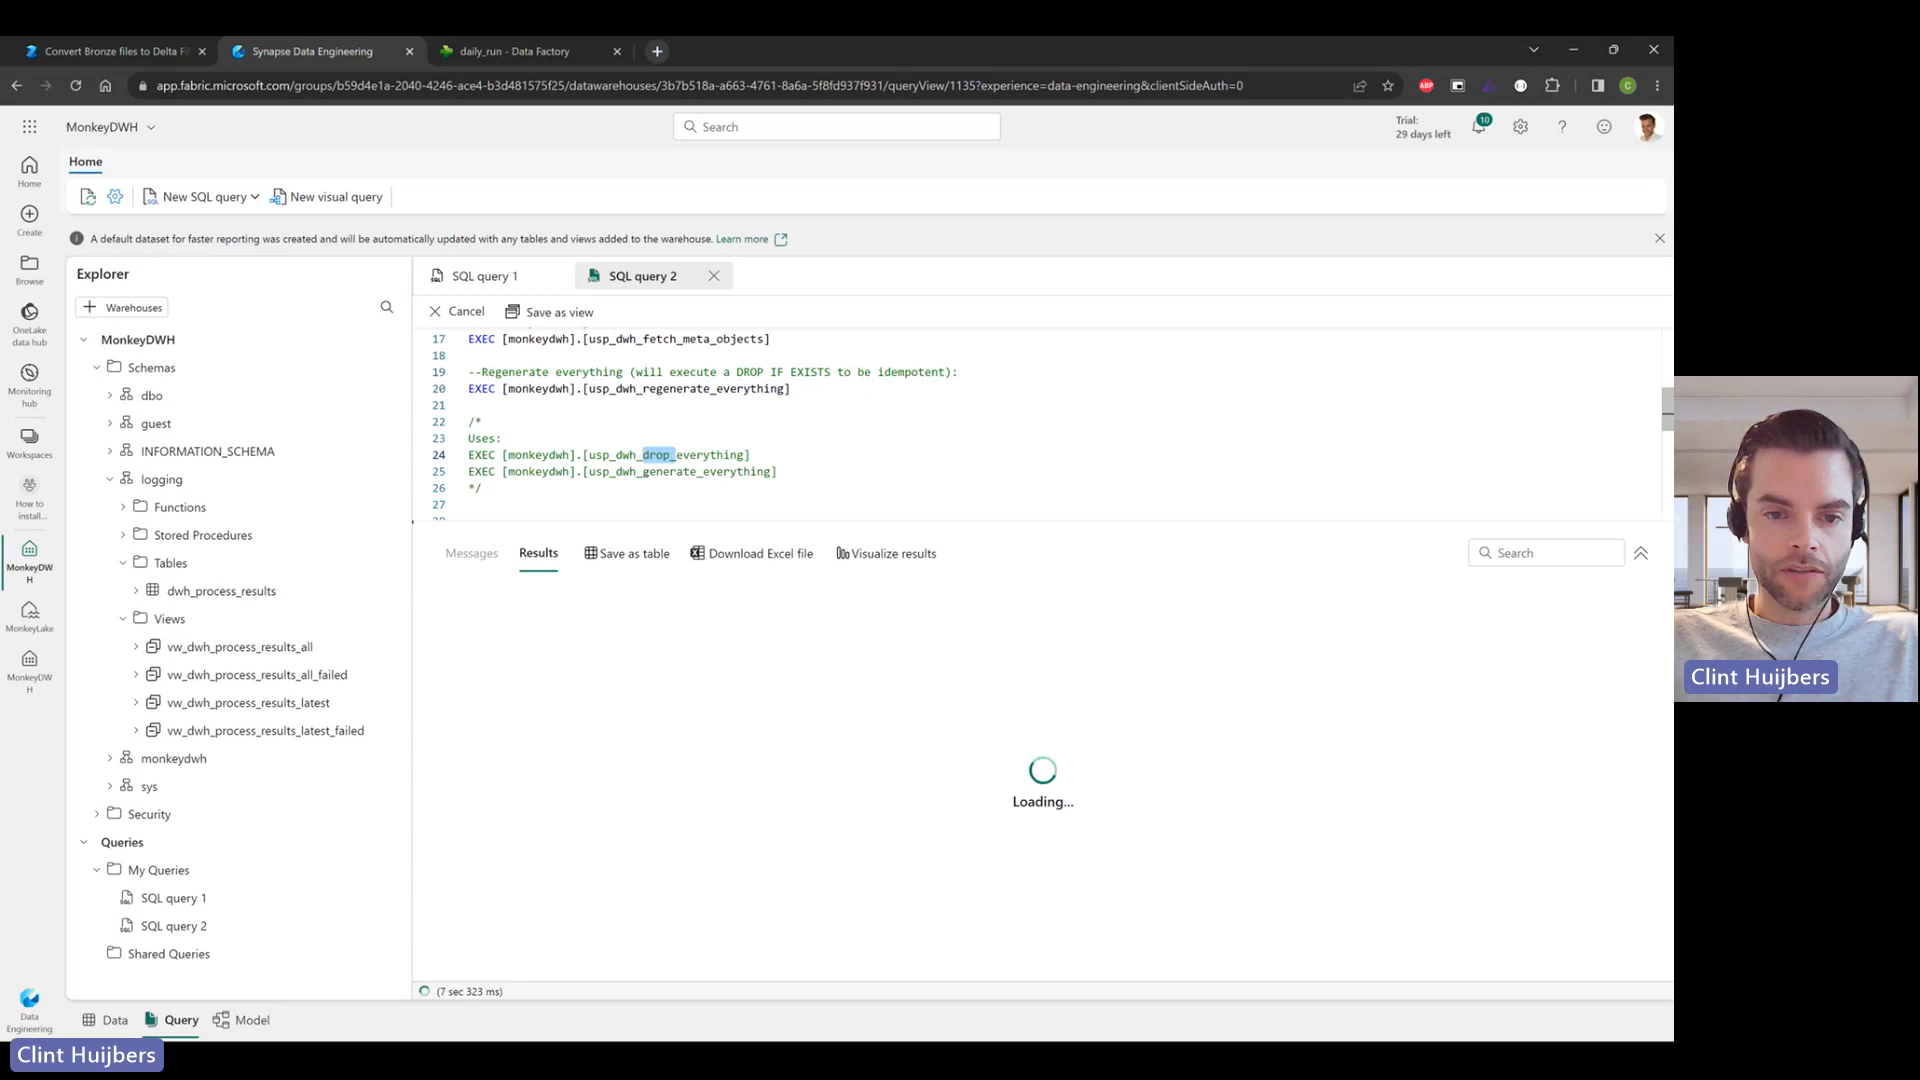 Convert Bronze files to Delta Fi
Synapse Data Engineering
daily_run - Data Factory
app.fabric.microsoft.com/groups/b59d4e1a-2040-4246-ace4-b3d481575f25/datawarehouses/3b7b518a-a663-4761-8a6a-5f8fd937f931/queryView/1135?experience=data-engineering&clientSideAuth=0
ABP
C
MonkeyDWH
Search
Trial:
29 days left
10
Home
New SQL query
New visual query
A default dataset for faster reporting was created and will be automatically updated with any tables and views added to the warehouse. Learn more
Home
Create
Browse
OneLake
data hub
Monitoring
hub
Workspaces
How to
install...
MonkeyDW
H
MonkeyLake
MonkeyDW
H
Data
Engineering
Explorer
Warehouses
MonkeyDWH
Schemas
dbo
guest
INFORMATION_SCHEMA
logging
Functions
Stored Procedures
Tables
dwh_process_results
Views
vw_dwh_process_results_all
vw_dwh_process_results_all_failed
vw_dwh_process_results_latest
vw_dwh_process_results_latest_failed
monkeydwh
sys
Security
Queries
My Queries
SQL query 1
SQL query 2
Shared Queries
SQL query 1
SQL query 2
Cancel
Save as view
17 EXEC [monkeydwh].[usp_dwh_fetch_meta_objects]
18
19 --Regenerate everything (will execute a DROP IF EXISTS to be idempotent):
20 EXEC [monkeydwh].[usp_dwh_regenerate_everything]
21
22 /*
23 Uses:
24 EXEC [monkeydwh].[usp_dwh_drop_everything]
25 EXEC [monkeydwh].[usp_dwh_generate_everything]
26 */
27
Messages
Results
Save as table
Download Excel file
Visualize results
Search
Loading...
(7 sec 323 ms)
Data
Query
Model
Clint Huijbers
Clint Huijbers